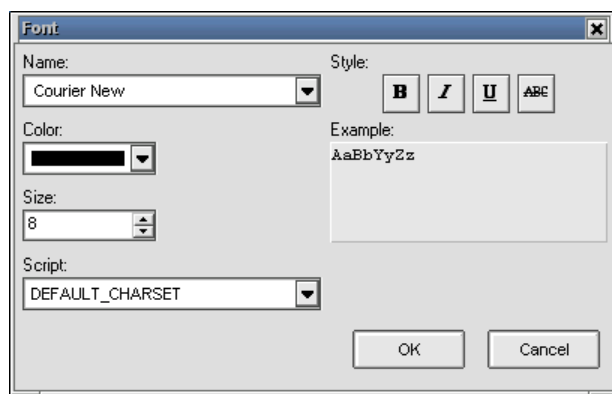 Font
Name:
Courier New
Style:
B I U ABC
Color:
Example:
AaBbYyZz
Size:
8
Script:
DEFAULT_CHARSET
OK Cancel